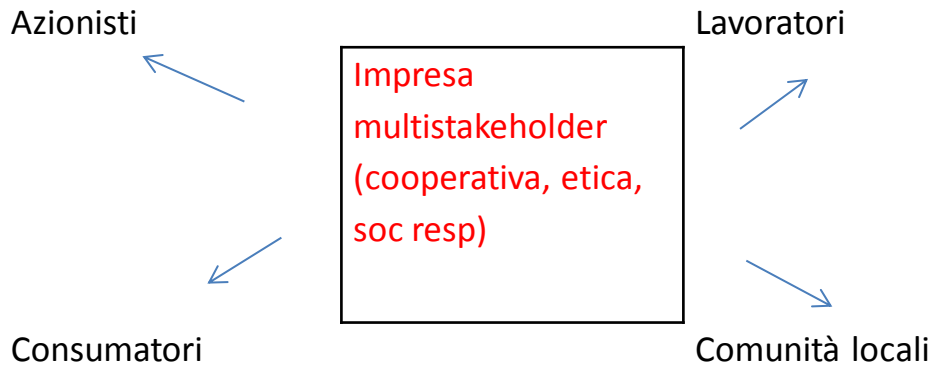 Azionisti
Lavoratori
Impresa
multistakeholder
(cooperativa, etica,
soc resp)
Consumatori
Comunità locali